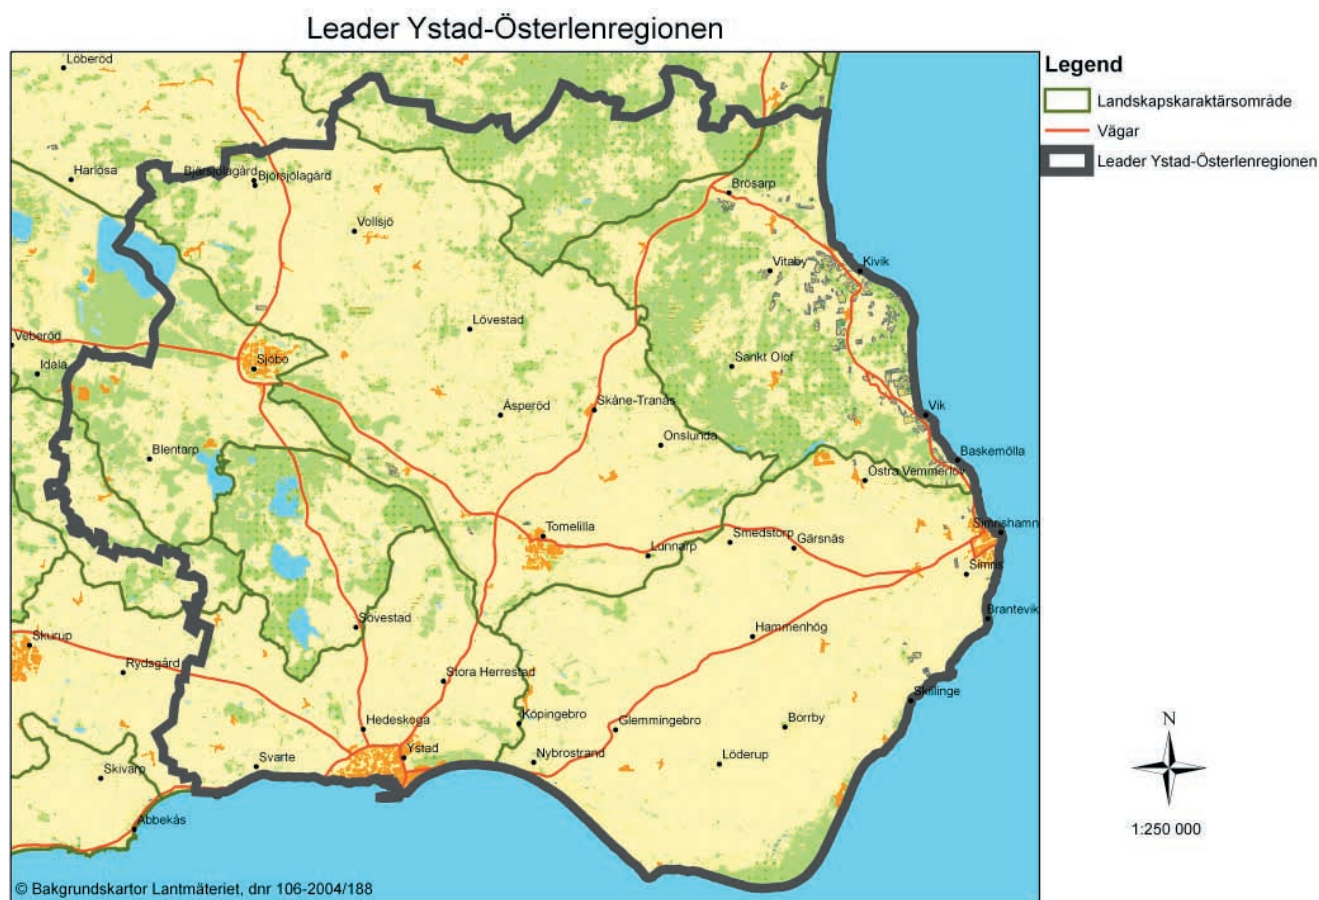 Leader Ystad-Österlenregionen
Löberöd
Harlösa
Bjärsjölagård
Björsjölagård
Vollsjö
Brösarp
Vitaby
Kivik
Veberöd
Idala
Sjöbo
Lövestad
Sankt Olof
Äsperöd
Skåne-Tranås
Vik
Blentarp
Onslunda
Baskemölla
Östra Vemmerlöv
Tomelilla
Lunnarp
Smedstorp
Gärsnäs
Simrishamn
Simris
Brantevik
Sövestad
Hammenhög
Skurup
Rydsgård
Stora Herrestad
Skillinge
Hedeskoga
Köpingebro
Glemmingebro
Borrby
Svarte
Ystad
Nybrostrand
Löderup
Skivarp
Abbekås
© Bakgrundskartor Lantmäteriet, dnr 106-2004/188
Legend
Landskapskaraktärsområde
Vägar
Leader Ystad-Österlenregionen
N
1:250 000